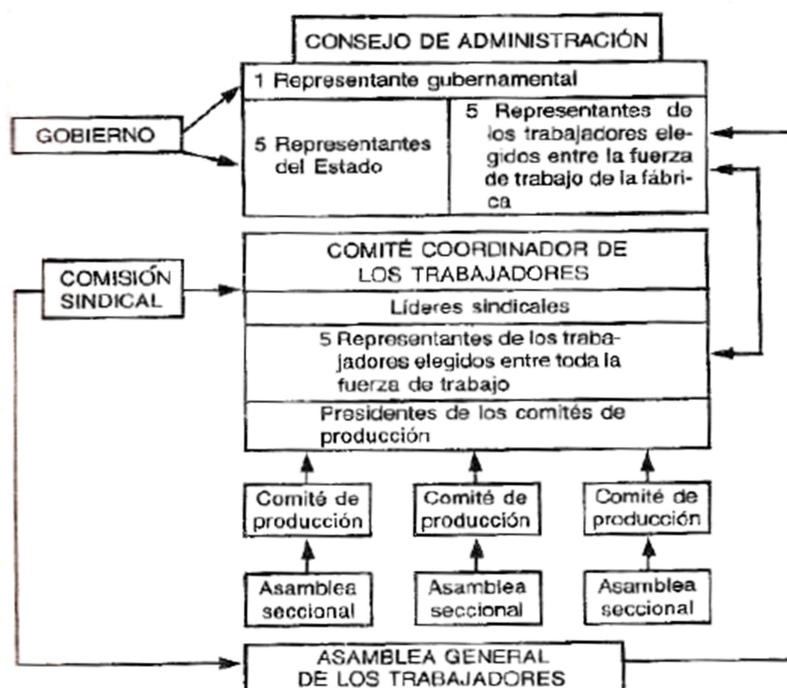 CONSEJO DE ADMINISTRACIÓN
1 Representante gubernamental
GOBIERNO
5 Representantes
del Estado
5 Representantes de
los trabajadores ele-
gidos entre la fuerza
de trabajo de la fábri-
ca
COMITÉ COORDINADOR DE
LOS TRABAJADORES
COMISIÓN
SINDICAL
Líderes sindicales
5 Representantes de los traba-
jadores elegidos entre toda la
fuerza de trabajo
Presidentes de los comités de
producción
Comité de
producción
Comité de
producción
Comité de
producción
Asamblea
seccional
Asamblea
seccional
Asamblea
seccional
ASAMBLEA GENERAL
DE LOS TRABAJADORES